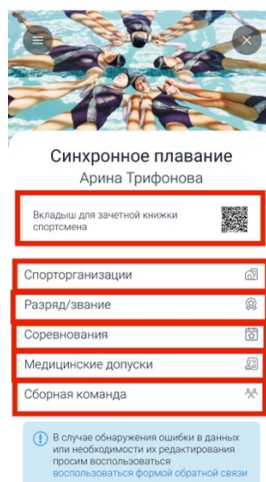 Синхронное плавание
Арина Трифонова
Вкладыш для зачетной книжки
спортсмена
Спорторганизации
Разряд/звание
Соревнования
Медицинские допуски
Сборная команда
В случае обнаружения ошибки в данных
или необходимости их редактирования
просим воспользоваться
воспользоваться формой обратной связи